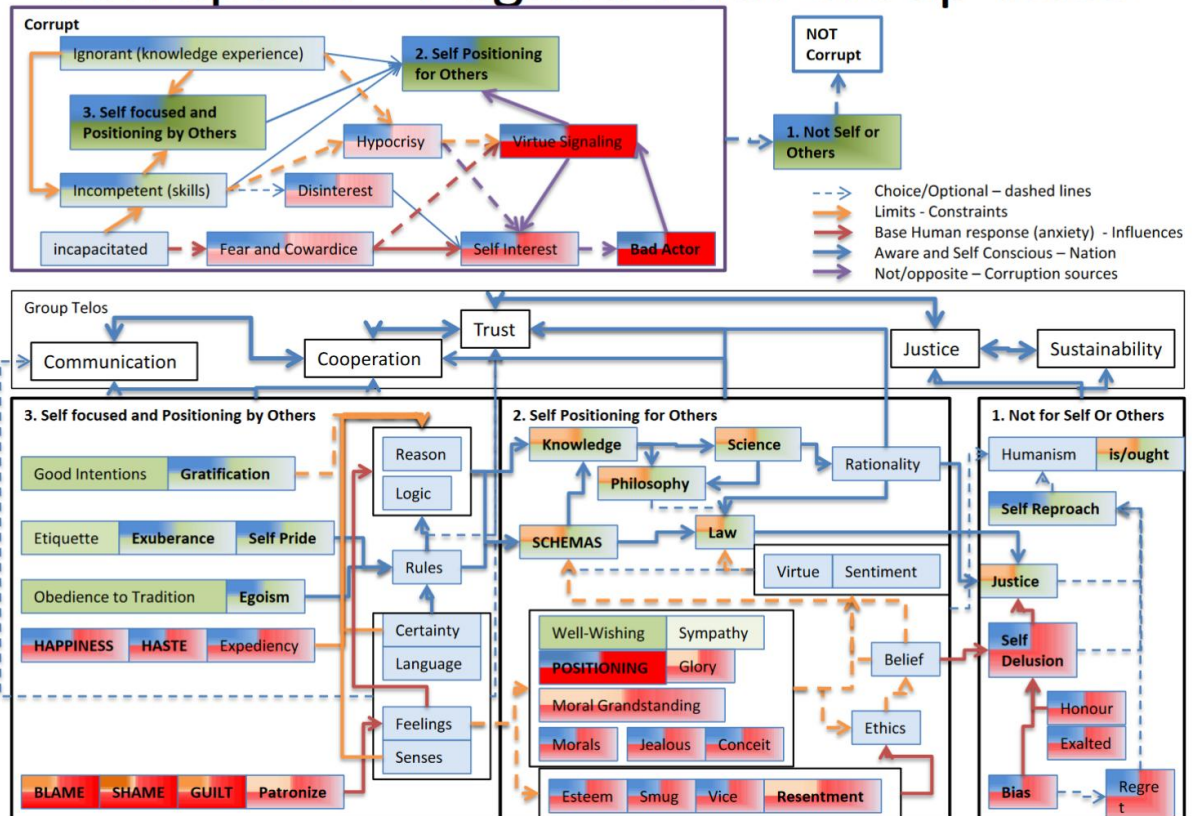 Corrupt
Ignorant (knowledge experience)
2. Self Positioning
for Others
NOT
Corrupt
3. Self focused and
Positioning by Others
Hypocrisy
Virtue Signaling
1. Not Self or
Others
Incompetent (skills)
Disinterest
incapacitated
Fear and Cowardice
Self Interest
Bad Actor
Choice/Optional – dashed lines
Limits - Constraints
Base Human response (anxiety) - Influences
Aware and Self Conscious – Nation
Not/opposite – Corruption sources
Group Telos
Communication
Cooperation
Trust
Justice
Sustainability
3. Self focused and Positioning by Others
Good Intentions
Gratification
Etiquette
Exuberance
Self Pride
Obedience to Tradition
Egoism
HAPPINESS
HASTE
Expediency
BLAME
SHAME
GUILT
Patronize
Reason
Logic
Rules
Certainty
Language
Feelings
Senses
2. Self Positioning for Others
Knowledge
Science
Philosophy
Rationality
SCHEMAS
Law
Virtue
Sentiment
Well-Wishing
Sympathy
POSITIONING
Glory
Moral Grandstanding
Morals
Jealous
Conceit
Belief
Ethics
Esteem
Smug
Vice
Resentment
1. Not for Self Or Others
Humanism
is/ought
Self Reproach
Justice
Self
Delusion
Honour
Exalted
Bias
Regre
t